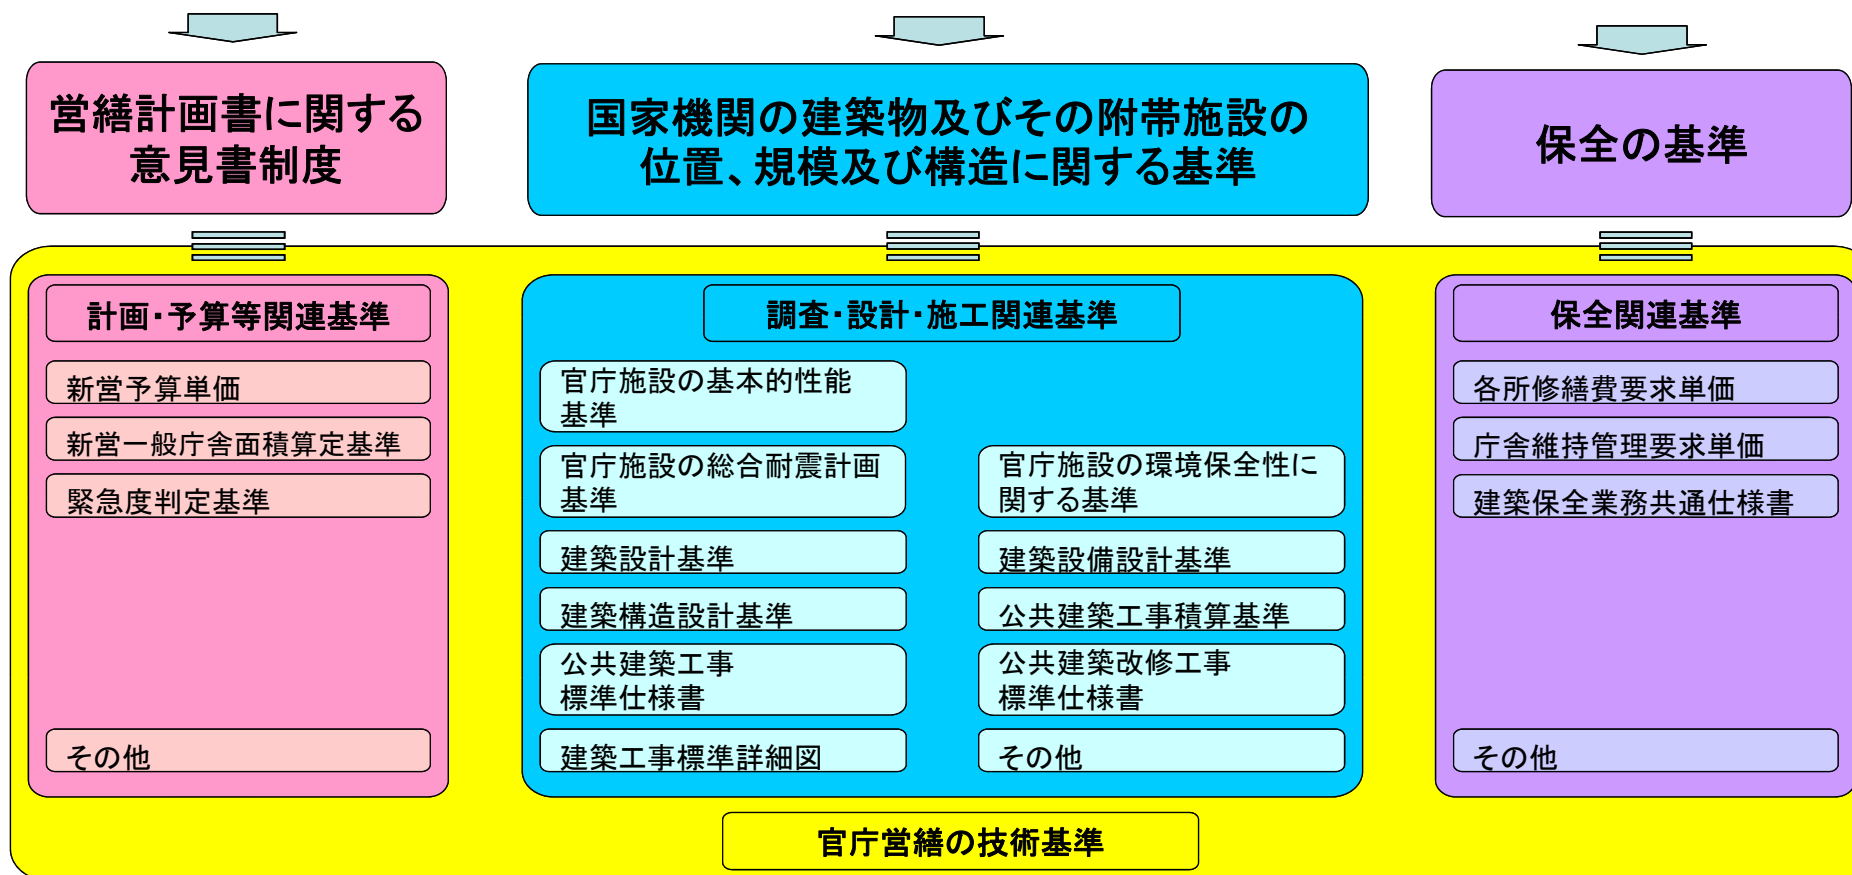 営繕計画書に関する
意見書制度
国家機関の建築物及びその附帯施設の
位置、規模及び構造に関する基準
保全の基準
計画・予算等関連基準
新営予算単価
新営一般庁舎面積算定基準
緊急度判定基準
その他
調査・設計・施工関連基準
官庁施設の基本的性能
基準
官庁施設の総合耐震計画
基準
官庁施設の環境保全性に
関する基準
建築設計基準
建築設備設計基準
建築構造設計基準
公共建築工事積算基準
公共建築工事
標準仕様書
公共建築改修工事
標準仕様書
建築工事標準詳細図
その他
保全関連基準
各所修繕費要求単価
庁舎維持管理要求単価
建築保全業務共通仕様書
その他
官庁営繕の技術基準